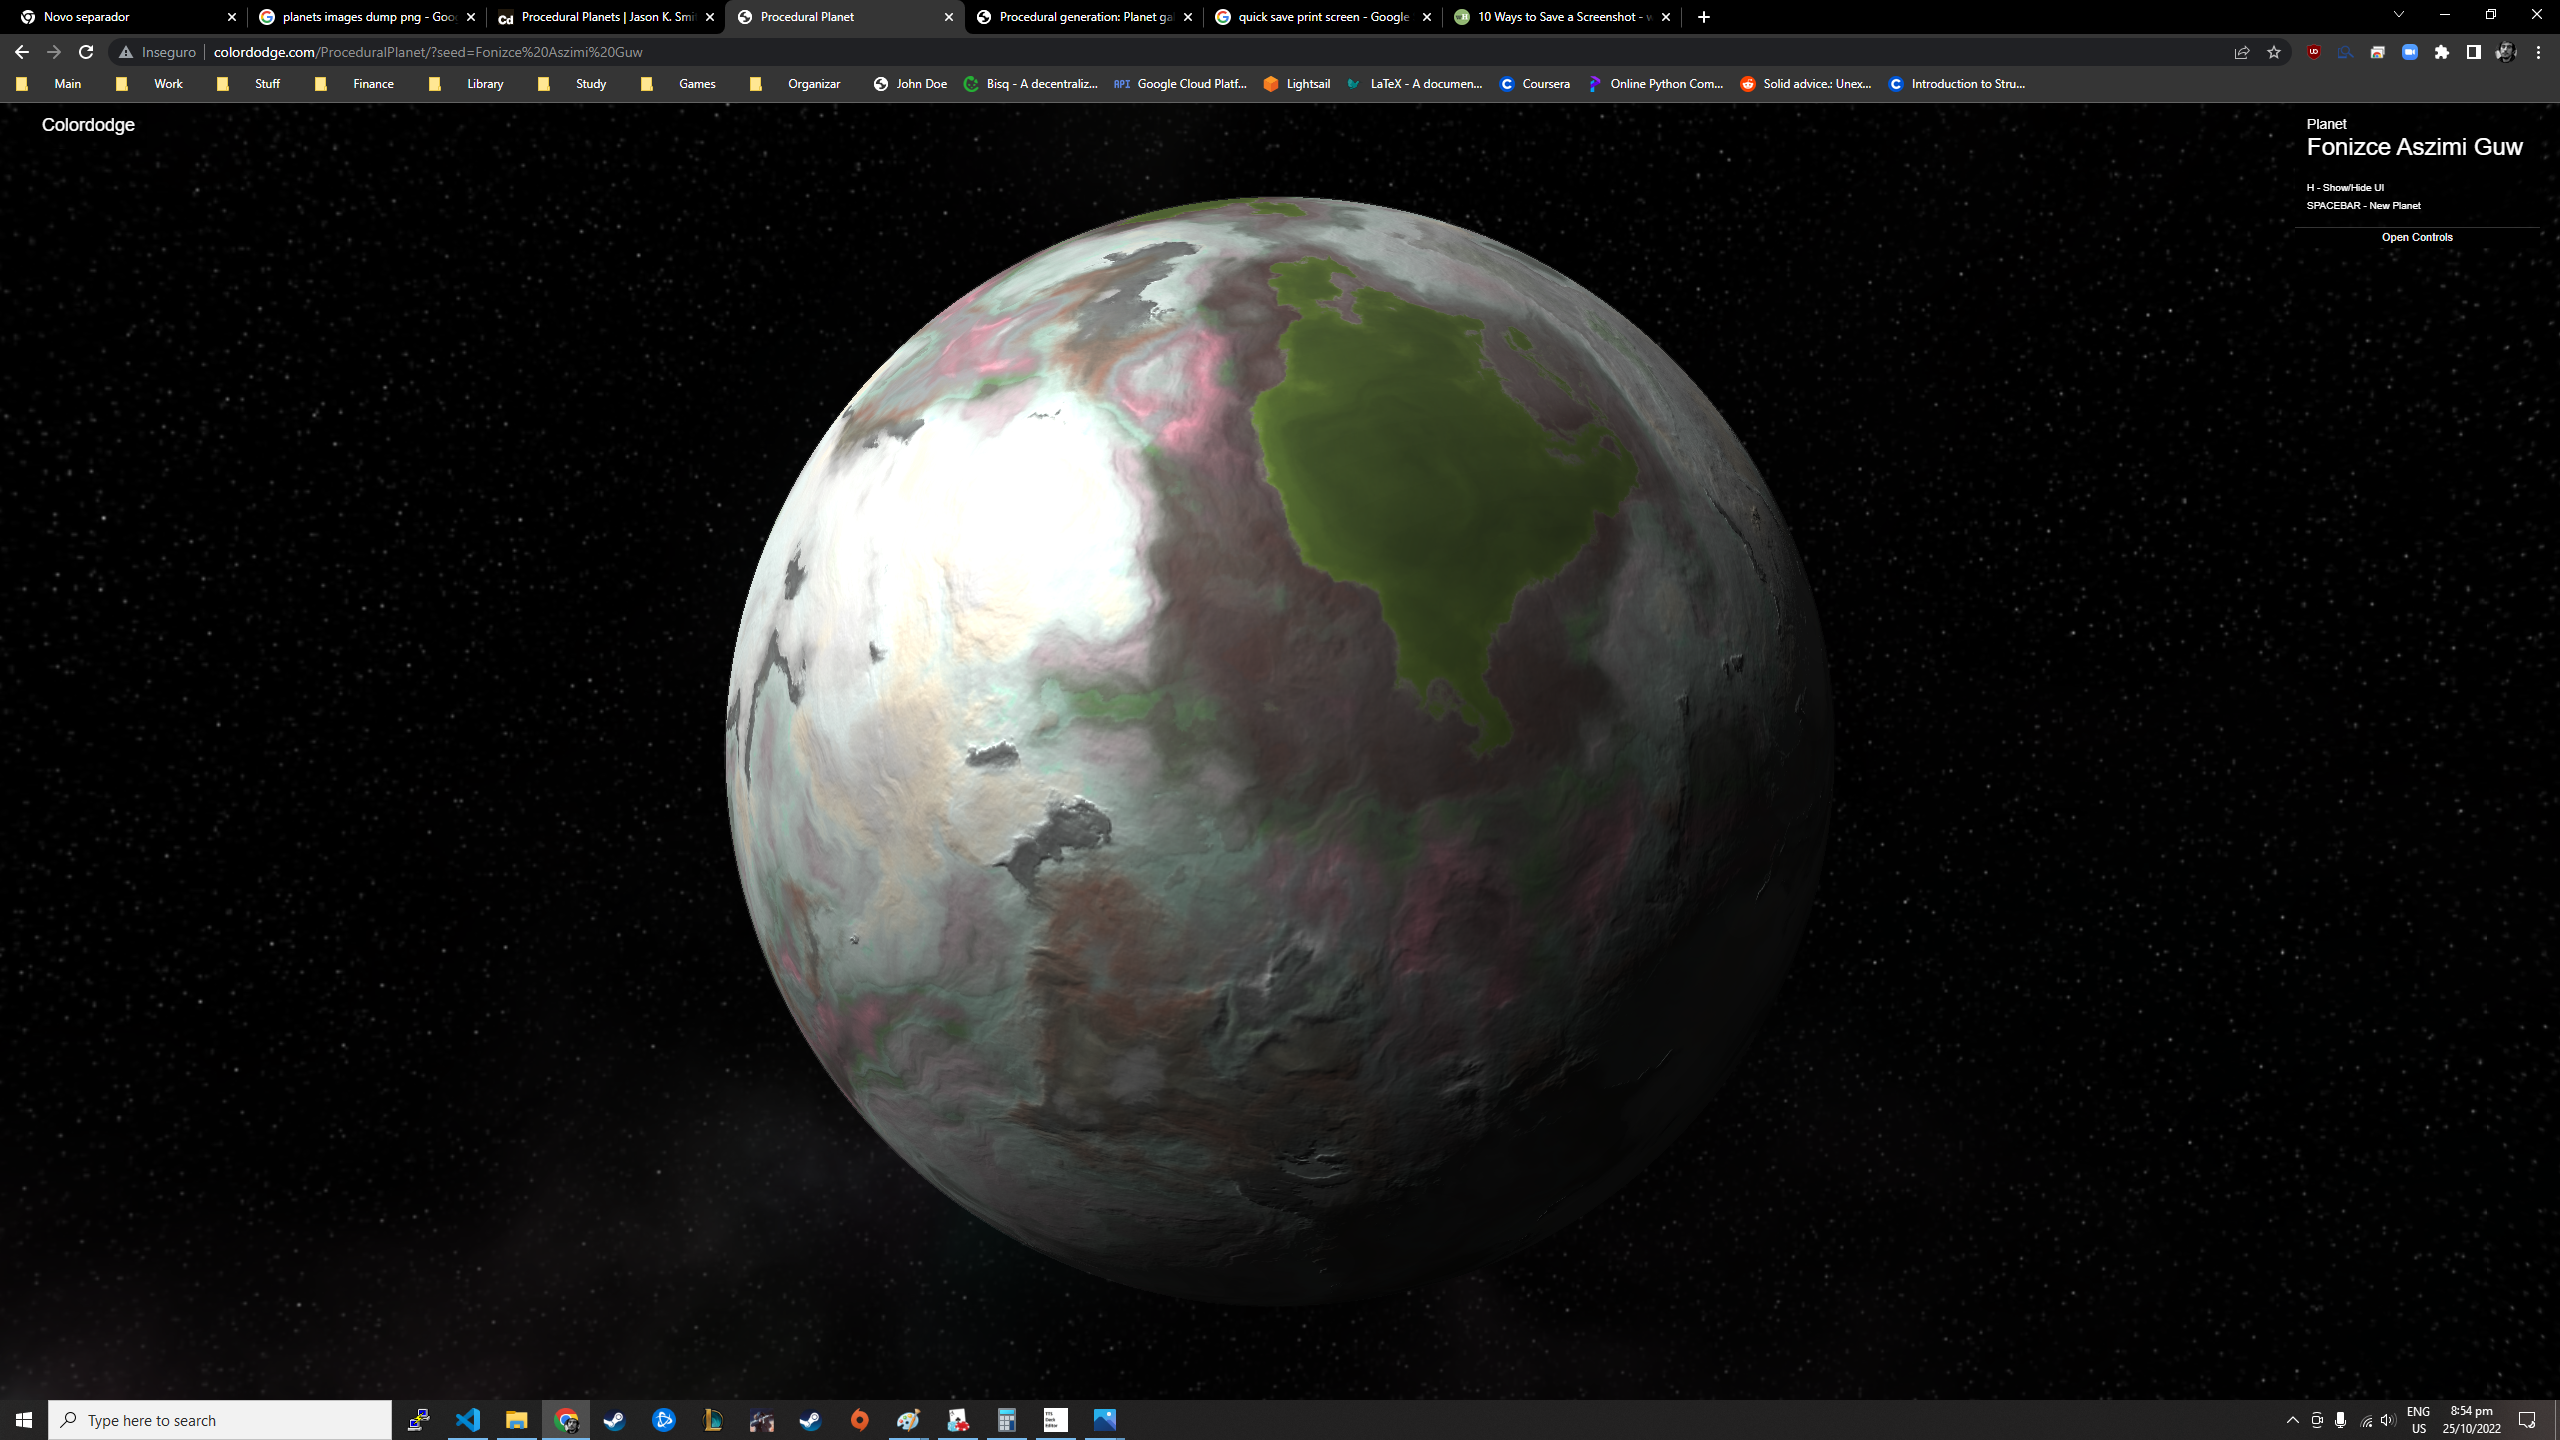 Novo separador
planets images dump png - Goo
Procedural Planets | Jason K. Smi
Procedural Planet
Procedural generation: Planet ga
quick save print screen - Google
10 Ways to Save a Screenshot - w
Inseguro
colordodge.com/ProceduralPlanet/?seed=Fonizce%20Aszimi%20Guw
Main
Work
Stuff
Finance
Library
Study
Games
Organizar
John Doe
Bisq - A decentraliz...
API
Google Cloud Platf...
Lightsail
LaTeX - A documen...
Coursera
Online Python Com...
Solid advice.: Unex...
Introduction to Stru...
Colordodge
Planet
Fonizce Aszimi Guw
H - Show/Hide UI
SPACEBAR - New Planet
Open Controls
Type here to search
TTS
Deck
Editor
ENG
US
8:54 pm
25/10/2022